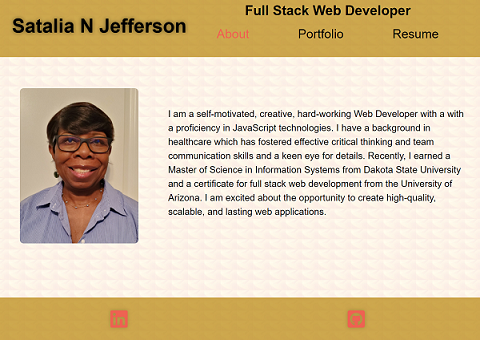 Satalia N Jefferson
Full Stack Web Developer
About Portfolio Resume
I am a self-motivated, creative, hard-working Web Developer with a with
a proficiency in JavaScript technologies. I have a background in
healthcare which has fostered effective critical thinking and team
communication skills and a keen eye for details. Recently, I earned a
Master of Science in Information Systems from Dakota State University
and a certificate for full stack web development from the University of
Arizona. I am excited about the opportunity to create high-quality,
scalable, and lasting web applications.
in